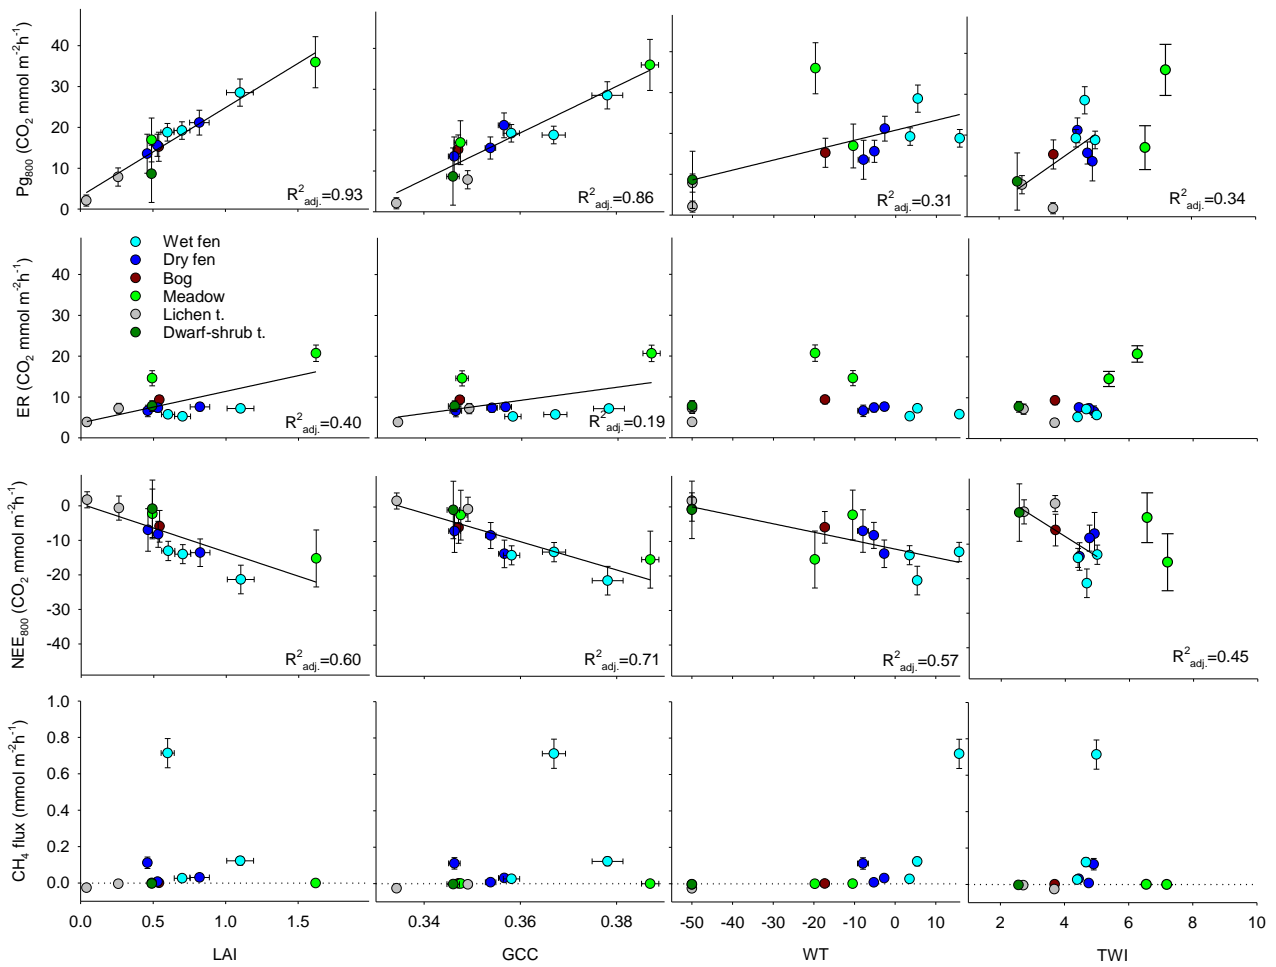 Pg800 (CO2 mmol m-2h-1)
40
30
20
10
0
R2adj.=0.93
R2adj.=0.86
R2adj.=0.31
R2adj.=0.34
ER (CO2 mmol m-2h-1)
40
30
20
10
0
Wet fen
Dry fen
Bog
Meadow
Lichen t.
Dwarf-shrub t.
R2adj.=0.40
R2adj.=0.19
NEE800 (CO2 mmol m-2h-1)
0
-10
-20
-30
-40
R2adj.=0.60
R2adj.=0.71
R2adj.=0.57
R2adj.=0.45
CH4 flux (mmol m-2h-1)
1.0
0.8
0.6
0.4
0.2
0.0
0.0 0.5 1.0 1.5
0.34 0.36 0.38
-50 -40 -30 -20 -10 0 10
2 4 6 8 10
LAI
GCC
WT
TWI